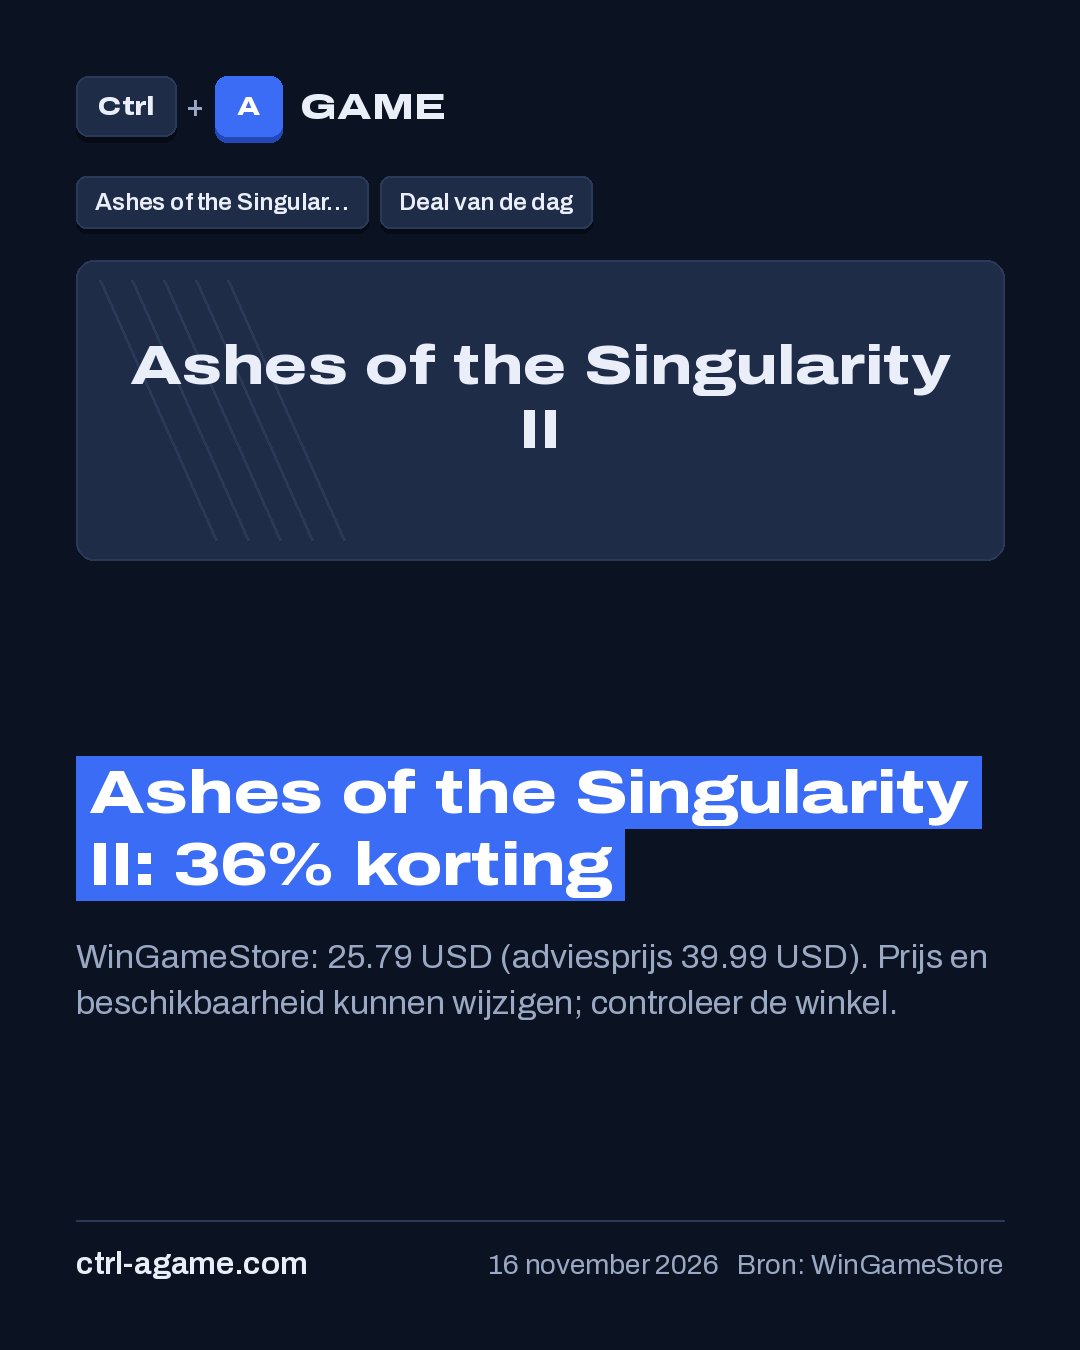 Ctrl + A GAME
Ashes of the Singular... Deal van de dag
Ashes of the Singularity
II
Ashes of the Singularity
II: 36% korting
WinGameStore: 25.79 USD (adviesprijs 39.99 USD). Prijs en
beschikbaarheid kunnen wijzigen; controleer de winkel.
ctrl-agame.com 16 november 2026 Bron: WinGameStore